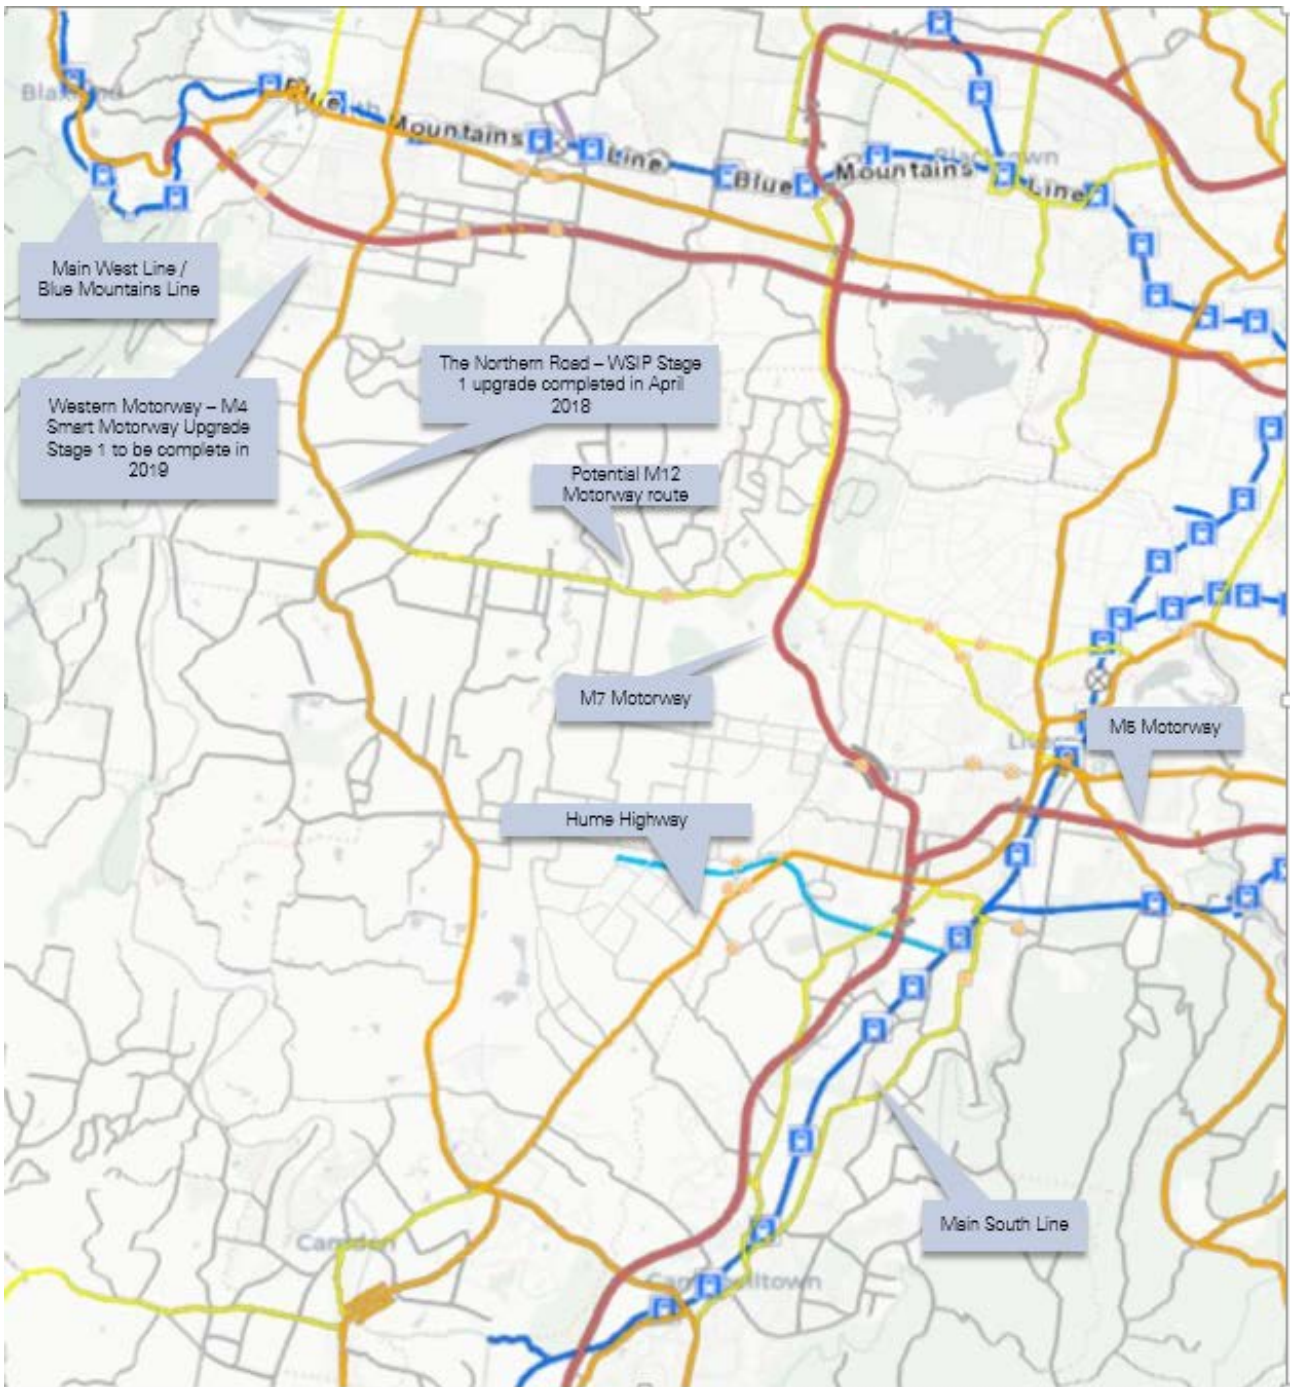 Blue
Mountains
Line
Blue
Mountains
Line
Blacktown
Main West Line /
Blue Mountains Line
The Northern Road – WSIP Stage
1 upgrade completed in April
2018
Western Motorway – M4
Smart Motorway Upgrade
Stage 1 to be complete in
2019
Potential M12
Motorway route
M7 Motorway
M5 Motorway
Hume Highway
Main South Line
Camden
Campbelltown